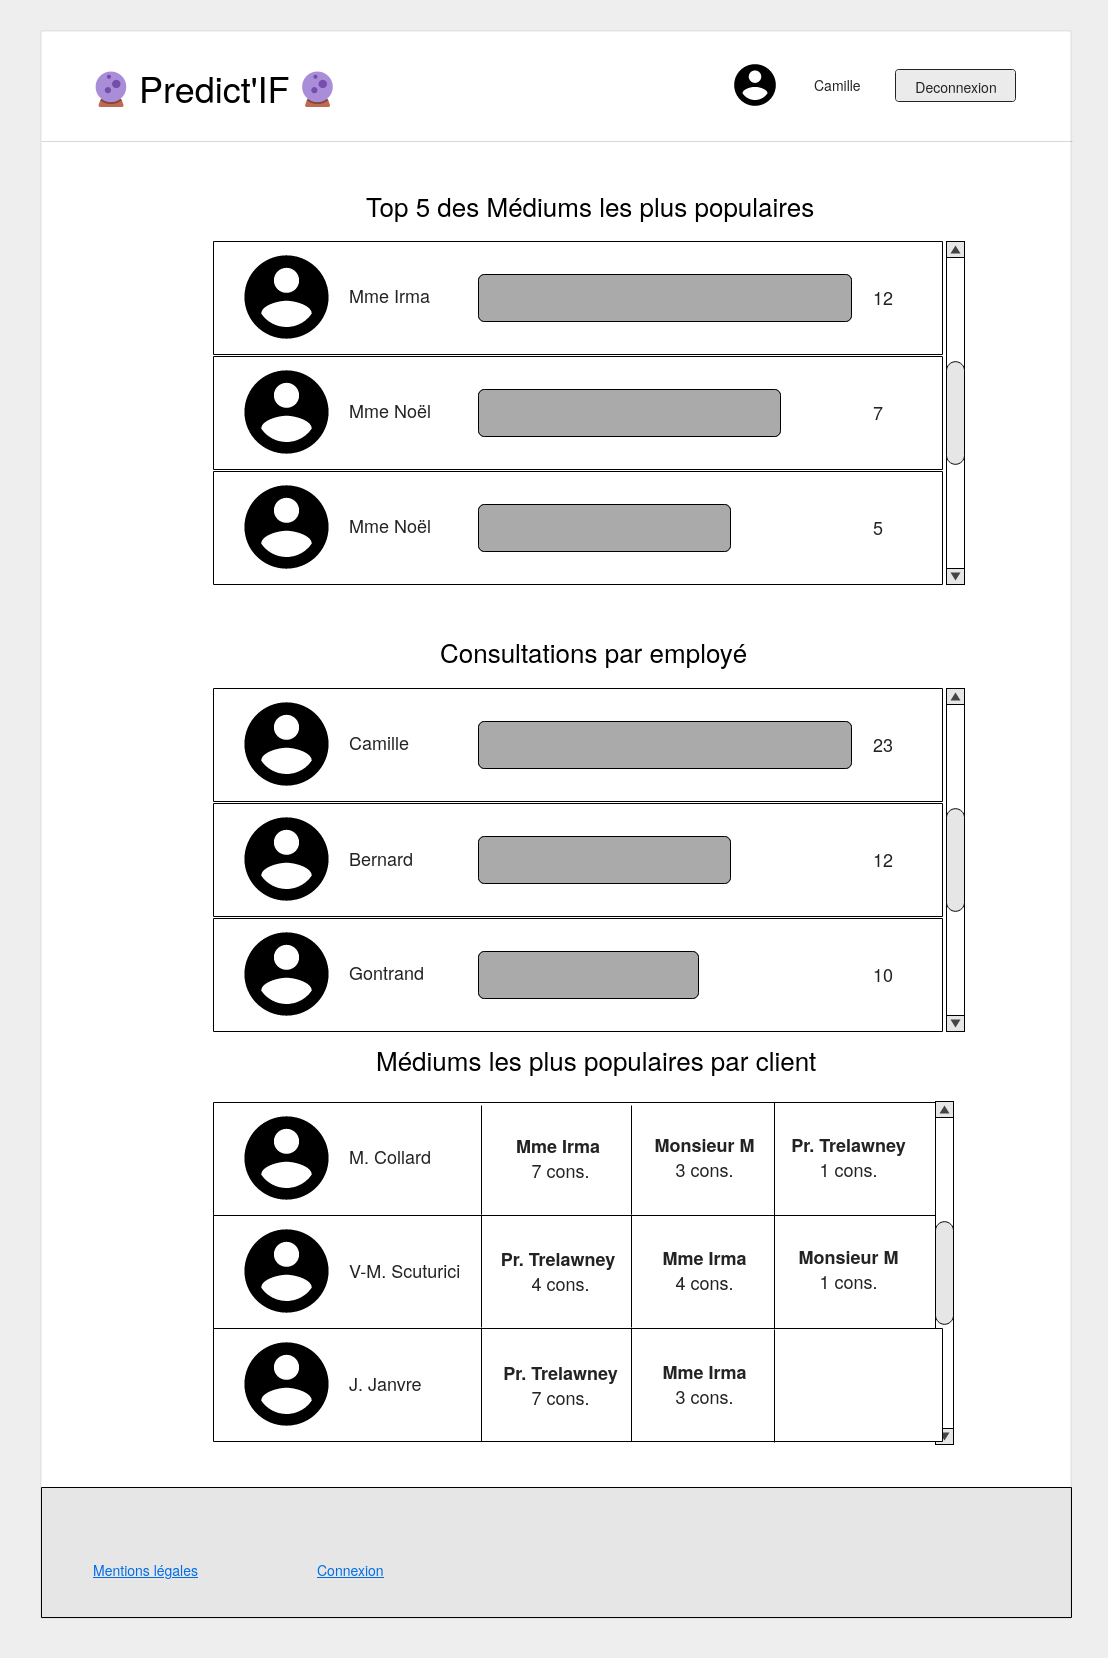 Predict'IF
Camille
Deconnexion
Top 5 des Médiums les plus populaires
Mme Irma
12
Mme Noël
7
Mme Noël
5
Consultations par employé
Camille
23
Bernard
12
Gontrand
10
Médiums les plus populaires par client
M. Collard
Mme Irma
7 cons.
Monsieur M
3 cons.
Pr. Trelawney
1 cons.
V-M. Scuturici
Pr. Trelawney
4 cons.
Mme Irma
4 cons.
Monsieur M
1 cons.
J. Janvre
Pr. Trelawney
7 cons.
Mme Irma
3 cons.
Mentions légales
Connexion